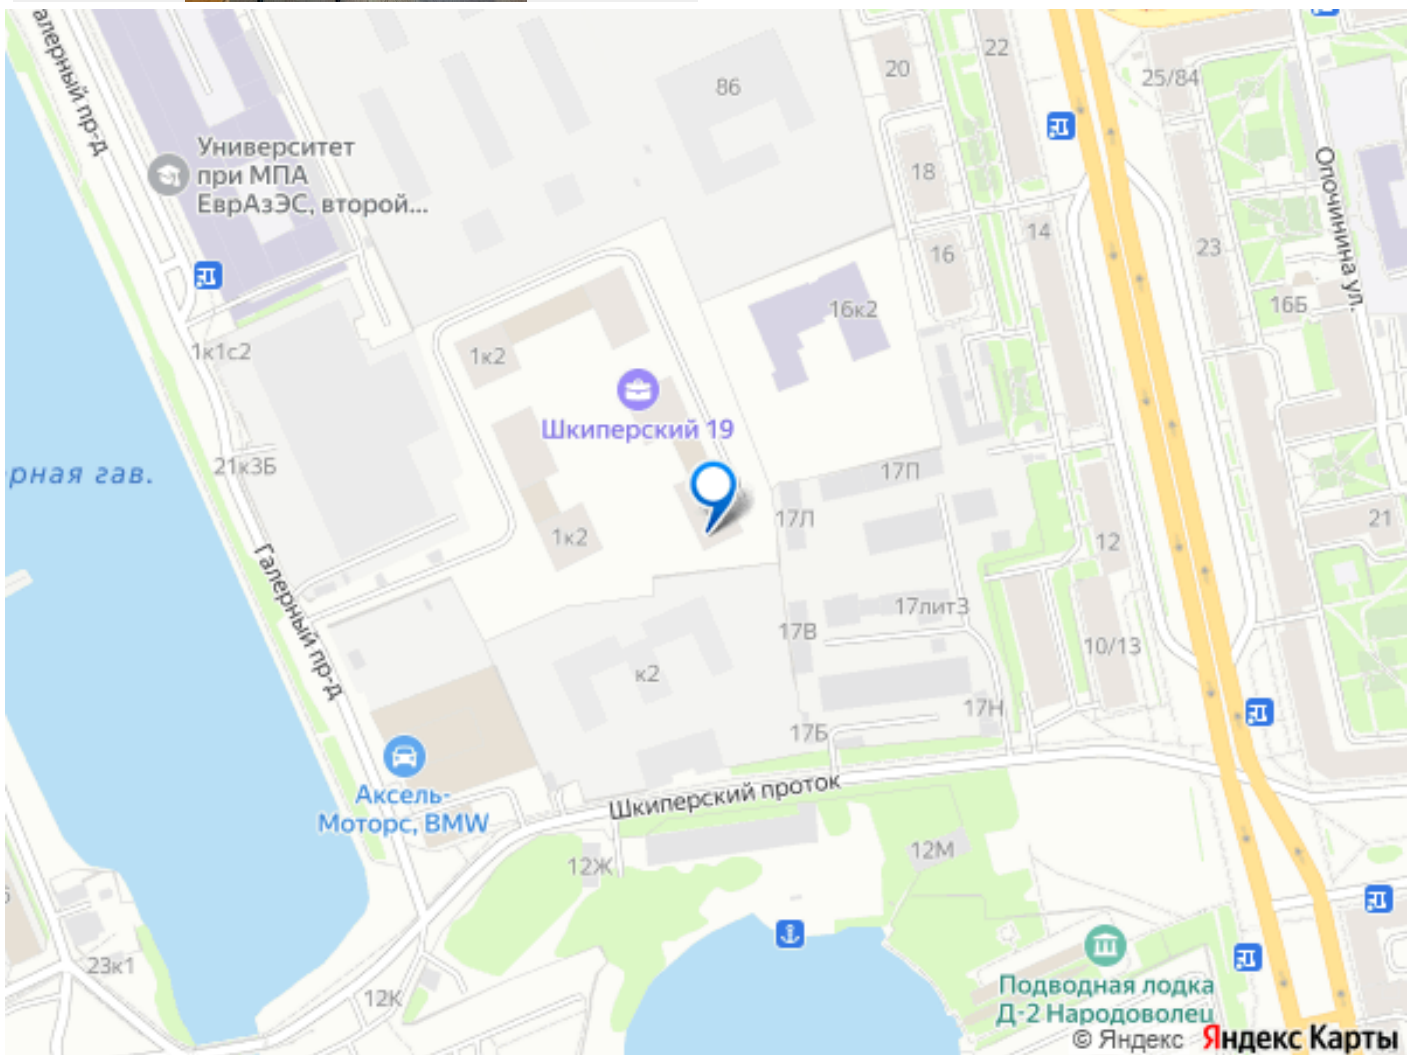 алерный пр-д
22
20
25/84
86
Университет
при МПА
ЕврАзЭС, второй...
18
Опочинина ул.
14
23
16
16Б
16к2
1к1с2
1к2
Шкиперский 19
21к3Б
рная гав.
17П
17Л
21
1к2
12
Галерный пр-д
17лит3
17В
10/13
к2
17Н
17Б
Шкиперский проток
Аксель-
Моторс, BMW
12М
12Ж
23к1
12К
Подводная лодка
Д-2 Народоволец
© Яндекс Яндекс Карты